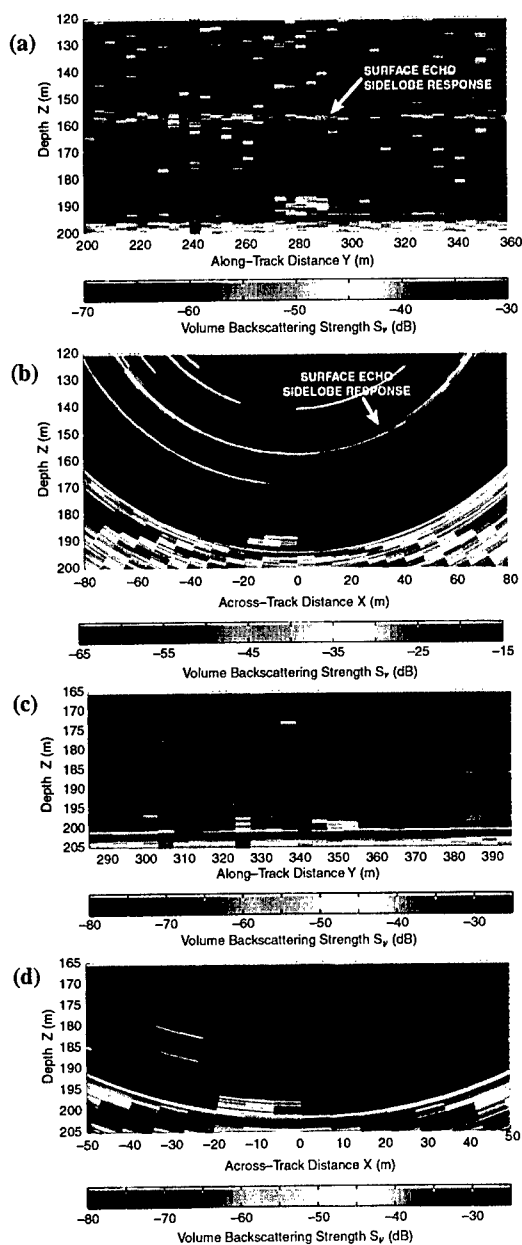 (a)
120
130
140
150
160
170
180
190
200
Depth Z (m)
SURFACE ECHO
SIDELOBE RESPONSE
200 220 240 260 280 300 320 340 360
Along–Track Distance Y (m)
−70 −60 −50 −40 −30
Volume Backscattering Strength Sᵥ (dB)
(b)
120
130
140
150
160
170
180
190
200
Depth Z (m)
SURFACE ECHO
SIDELOBE RESPONSE
−80 −60 −40 −20 0 20 40 60 80
Across–Track Distance X (m)
−65 −55 −45 −35 −25 −15
Volume Backscattering Strength Sᵥ (dB)
(c)
165
170
175
180
185
190
195
200
205
Depth Z (m)
290 300 310 320 330 340 350 360 370 380 390
Along–Track Distance Y (m)
−80 −70 −60 −50 −40 −30
Volume Backscattering Strength Sᵥ (dB)
(d)
165
170
175
180
185
190
195
200
205
Depth Z (m)
−50 −40 −30 −20 −10 0 10 20 30 40 50
Across–Track Distance X (m)
−80 −70 −60 −50 −40 −30
Volume Backscattering Strength Sᵥ (dB)